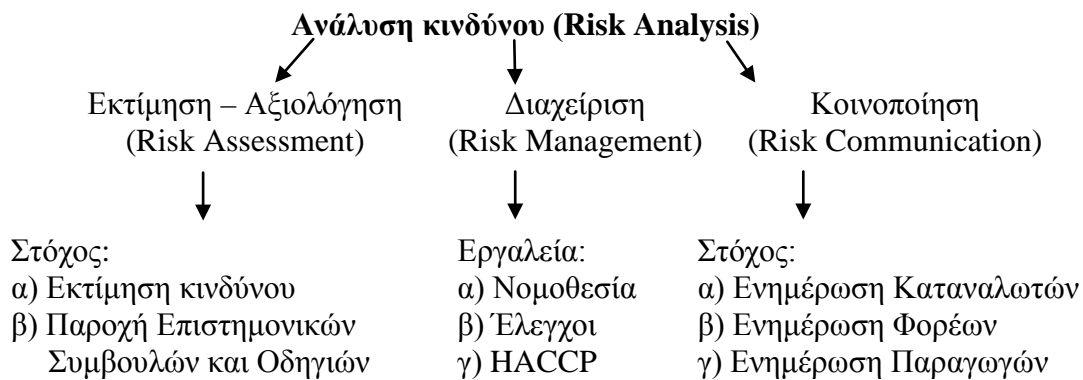 Ανάλυση κινδύνου (Risk Analysis)
Εκτίμηση – Αξιολόγηση
(Risk Assessment)
Διαχείριση
(Risk Management)
Κοινοποίηση
(Risk Communication)
Στόχος:
α) Εκτίμηση κινδύνου
β) Παροχή Επιστημονικών
Συμβουλών και Οδηγιών
Εργαλεία:
α) Νομοθεσία
β) Έλεγχοι
γ) HACCP
Στόχος:
α) Ενημέρωση Καταναλωτών
β) Ενημέρωση Φορέων
γ) Ενημέρωση Παραγωγών